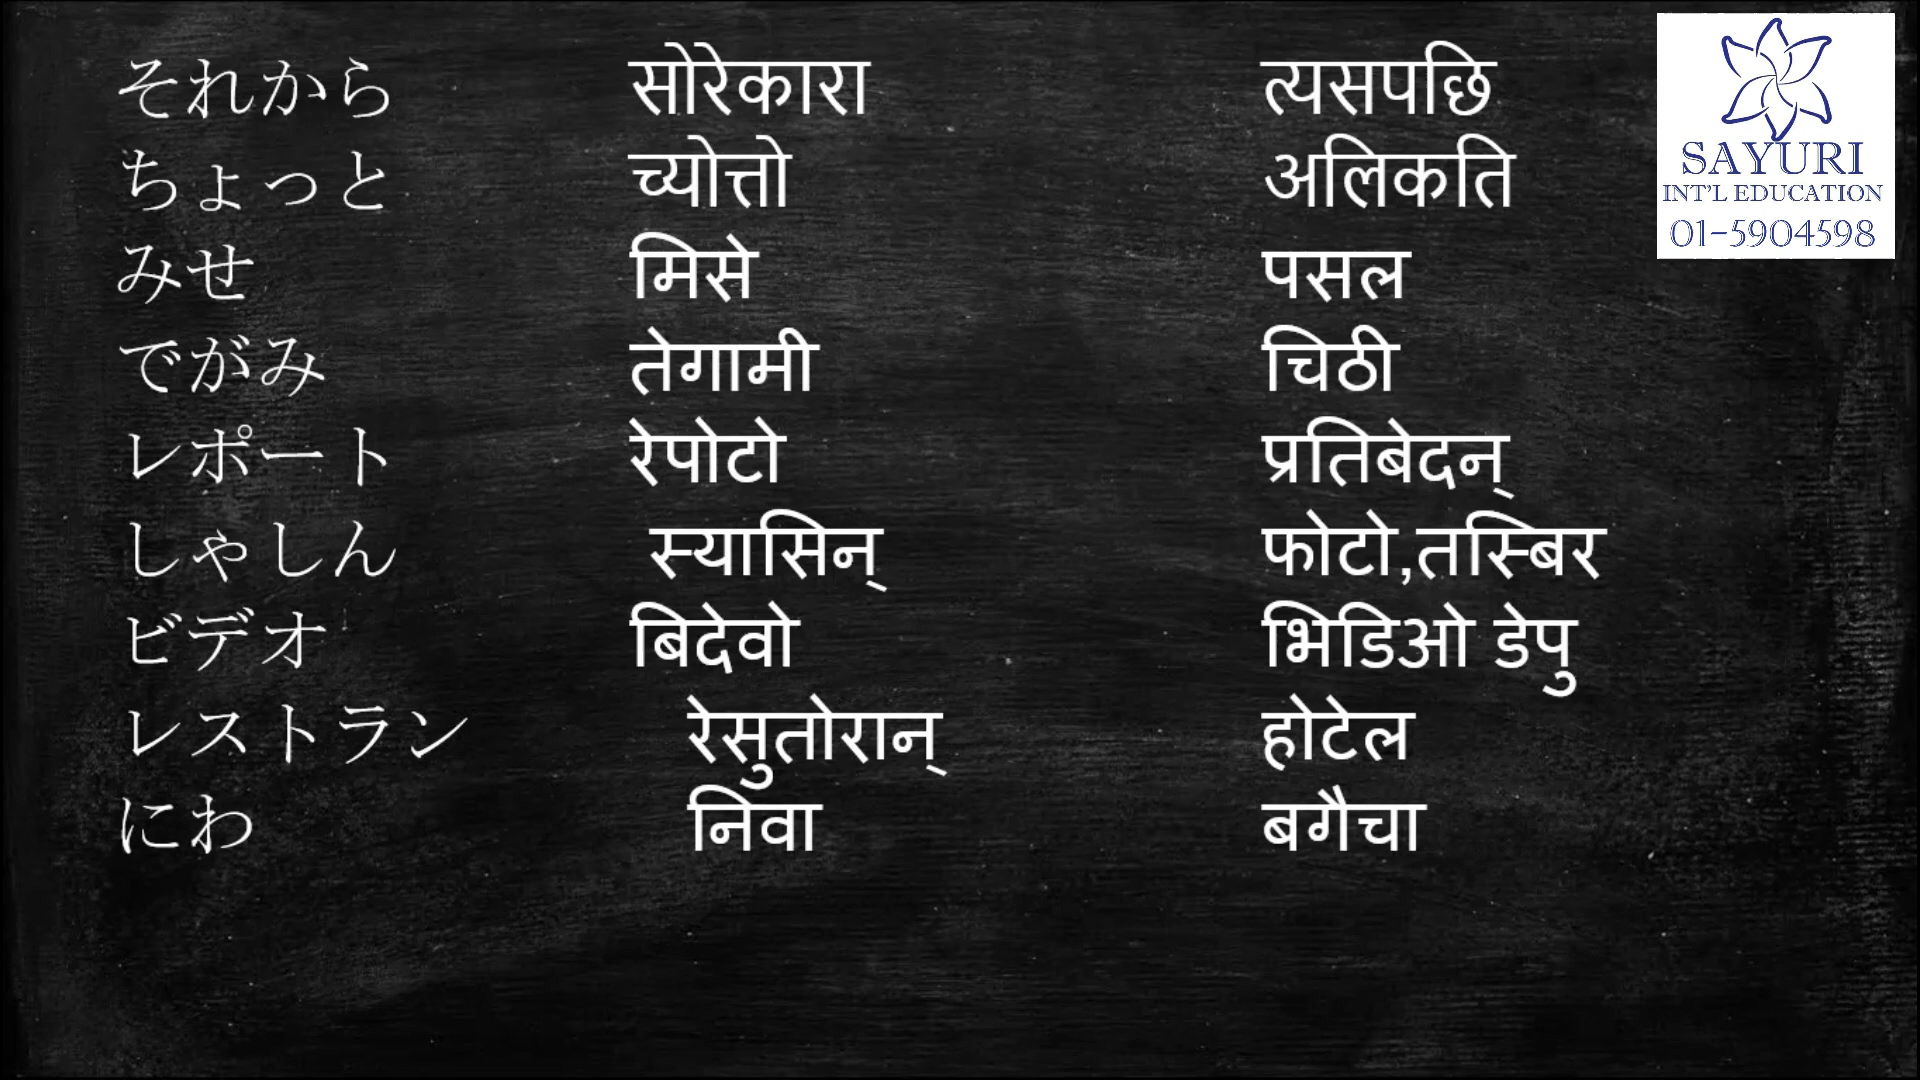 それから सोरेकारा त्यसपछि
ちょっと च्योत्तो अलिकति
みせ मिसे पसल
でがみ तेगामी चिठी
レポート रेपोटो प्रतिबेदन्
しゃしん स्यासिन् फोटो,तस्बिर
ビデオ बिदेवो भिडिओ डेपु
レストラン रेसुतोरान् होटेल
にわ निवा बगैचा
SAYURI
INT'L EDUCATION
01-5904598